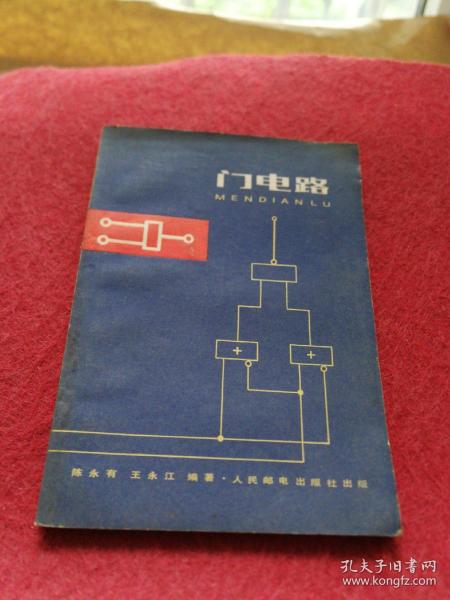 门电路
MENDIANLU
+ +
陈永有 王永江 编著·人民邮电出版社出版
孔夫子旧书网
www.kongfz.com